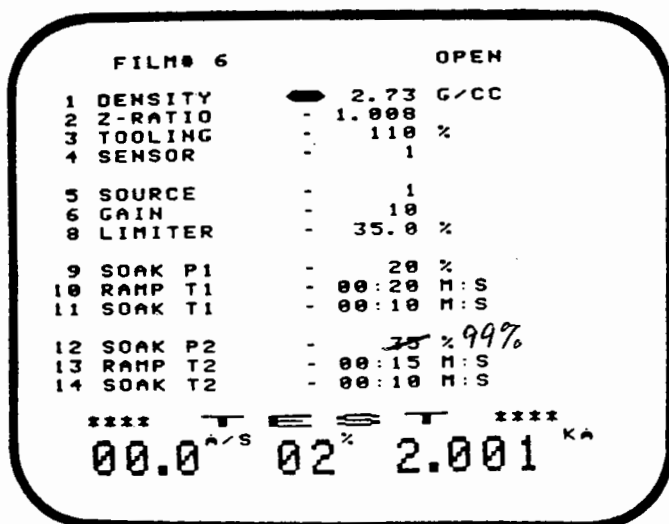 FILM# 6 OPEN
1 DENSITY 2.73 G/CC
2 Z-RATIO - 1.008
3 TOOLING - 110 %
4 SENSOR - 1
5 SOURCE - 1
6 GAIN - 10
8 LIMITER - 35.0 %
9 SOAK P1 - 20 %
10 RAMP T1 - 00:20 M:S
11 SOAK T1 - 00:10 M:S
12 SOAK P2 - 35 % 99%
13 RAMP T2 - 00:15 M:S
14 SOAK T2 - 00:10 M:S
**** T E S T ****
00.0 Å/S 02 % 2.001 KÅ